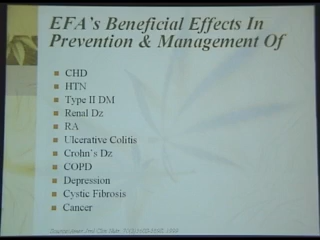 EFA's Beneficial Effects In
Prevention & Management Of
CHD
HTN
Type II DM
Renal Dz
RA
Ulcerative Colitis
Crohn's Dz
COPD
Depression
Cystic Fibrosis
Cancer